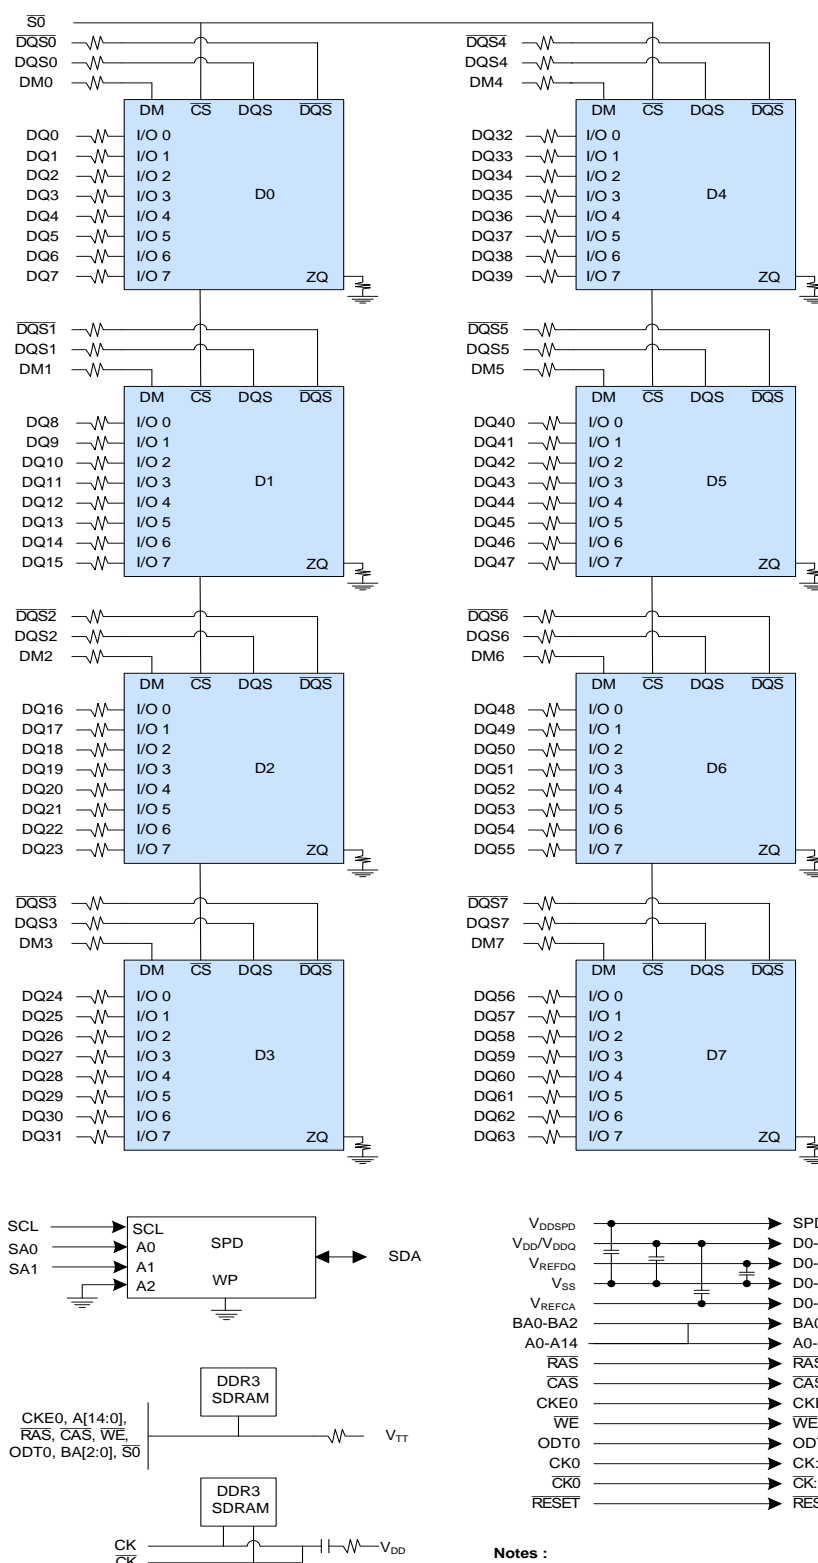 S0
DQS0
DQS0
DM0
DM CS DQS DQS
DQ0 I/O 0
DQ1 I/O 1
DQ2 I/O 2
DQ3 I/O 3
D0
DQ4 I/O 4
DQ5 I/O 5
DQ6 I/O 6
DQ7 I/O 7
ZQ
DQS1
DQS1
DM1
DM CS DQS DQS
DQ8 I/O 0
DQ9 I/O 1
DQ10 I/O 2
DQ11 I/O 3
D1
DQ12 I/O 4
DQ13 I/O 5
DQ14 I/O 6
DQ15 I/O 7
ZQ
DQS2
DQS2
DM2
DM CS DQS DQS
DQ16 I/O 0
DQ17 I/O 1
DQ18 I/O 2
DQ19 I/O 3
D2
DQ20 I/O 4
DQ21 I/O 5
DQ22 I/O 6
DQ23 I/O 7
ZQ
DQS3
DQS3
DM3
DM CS DQS DQS
DQ24 I/O 0
DQ25 I/O 1
DQ26 I/O 2
DQ27 I/O 3
D3
DQ28 I/O 4
DQ29 I/O 5
DQ30 I/O 6
DQ31 I/O 7
ZQ
DQS4
DQS4
DM4
DM CS DQS DQS
DQ32 I/O 0
DQ33 I/O 1
DQ34 I/O 2
DQ35 I/O 3
D4
DQ36 I/O 4
DQ37 I/O 5
DQ38 I/O 6
DQ39 I/O 7
ZQ
DQS5
DQS5
DM5
DM CS DQS DQS
DQ40 I/O 0
DQ41 I/O 1
DQ42 I/O 2
DQ43 I/O 3
D5
DQ44 I/O 4
DQ45 I/O 5
DQ46 I/O 6
DQ47 I/O 7
ZQ
DQS6
DQS6
DM6
DM CS DQS DQS
DQ48 I/O 0
DQ49 I/O 1
DQ50 I/O 2
DQ51 I/O 3
D6
DQ52 I/O 4
DQ53 I/O 5
DQ54 I/O 6
DQ55 I/O 7
ZQ
DQS7
DQS7
DM7
DM CS DQS DQS
DQ56 I/O 0
DQ57 I/O 1
DQ58 I/O 2
DQ59 I/O 3
D7
DQ60 I/O 4
DQ61 I/O 5
DQ62 I/O 6
DQ63 I/O 7
ZQ
SCL SCL
SPD
SA0 A0
SDA
SA1 A1
WP
A2
DDR3
SDRAM
CKE0, A[14:0],
RAS, CAS, WE,
ODT0, BA[2:0], S0
VTT
DDR3
SDRAM
CK
VDD
CK
VDDSPD SPD
VDD/VDDQ D0-
VREFDQ D0-
VSS D0-
VREFCA D0-
BA0-BA2 BA0
A0-A14 A0-
RAS RAS
CAS CAS
CKE0
WE WE
ODT0
CK0 CK:
CK0 CK:
RESET
Notes :